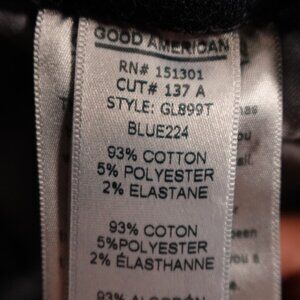 GOOD AMERICAN
RN# 151301
CUT# 137 A
STYLE: GL899T
BLUE224
93% COTTON
5% POLYESTER
2% ELASTANE
93% COTON
5%POLYESTER
2% ÉLASTHANNE